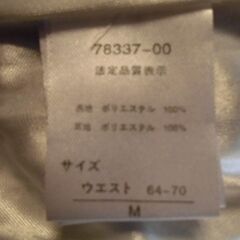 78337-00
法定品質表示
表地 ポリエステル 100%
裏地 ポリエステル 100%
サイズ
ウエスト 64-70
M